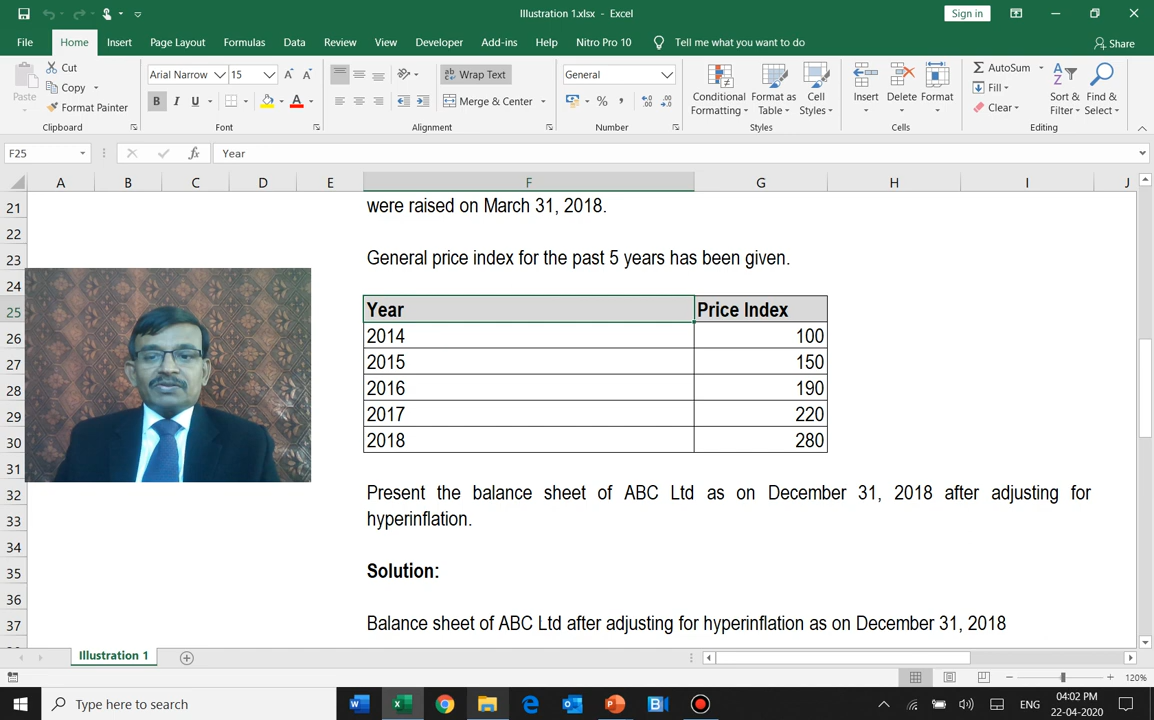 Illustration 1.xlsx - Excel
Sign in
File Home Insert Page Layout Formulas Data Review View Developer Add-ins Help Nitro Pro 10 Tell me what you want to do Share
Paste
Cut
Copy
Format Painter
Clipboard
Arial Narrow 15
B I U
Font
Wrap Text
Merge & Center
Alignment
General
Number
Conditional Formatting
Format as Table
Cell Styles
Styles
Insert Delete Format
Cells
AutoSum
Fill
Clear
Sort & Filter
Find & Select
Editing
F25 fx Year
A B C D E F G H I J
21 were raised on March 31, 2018.
22
23 General price index for the past 5 years has been given.
24
25 Year Price Index
26 2014 100
27 2015 150
28 2016 190
29 2017 220
30 2018 280
31
32 Present the balance sheet of ABC Ltd as on December 31, 2018 after adjusting for
33 hyperinflation.
34
35 Solution:
36
37 Balance sheet of ABC Ltd after adjusting for hyperinflation as on December 31, 2018
Illustration 1
120%
Type here to search
ENG
04:02 PM
22-04-2020